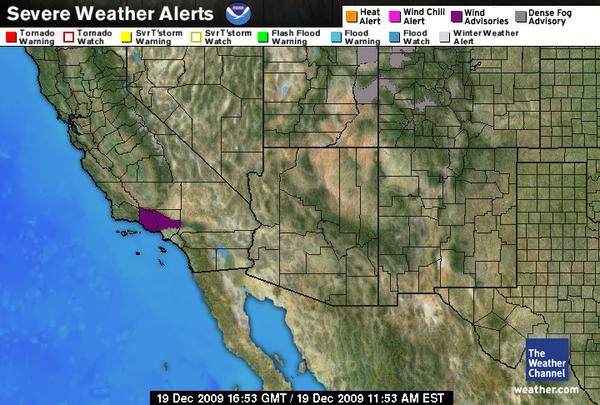 Severe Weather Alerts
NOAA
Heat Alert
Wind Chill Alert
Wind Advisories
Dense Fog Advisory
Tornado Warning
Tornado Watch
SvrT'storm Warning
SvrT'storm Watch
Flash Flood Warning
Flood Warning
Flood Watch
Winter Weather Alert
The Weather Channel
weather.com
19 Dec 2009 16:53 GMT / 19 Dec 2009 11:53 AM EST